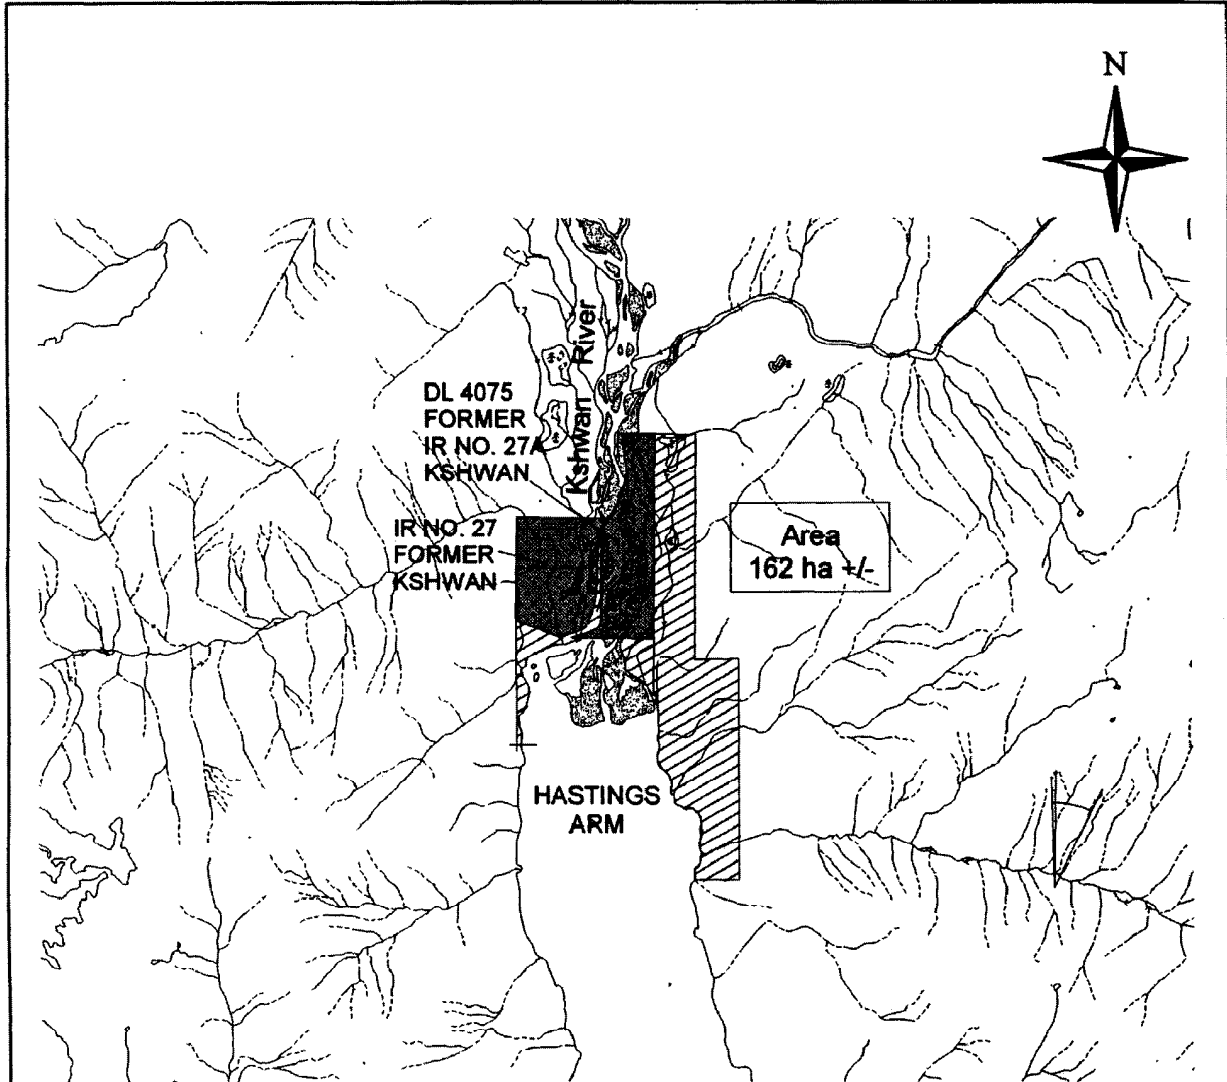 N
Kshwan River
DL 4075
FORMER
IR NO. 27A
KSHWAN
IR NO. 27
FORMER
KSHWAN
Area
162 ha +/-
HASTINGS
ARM